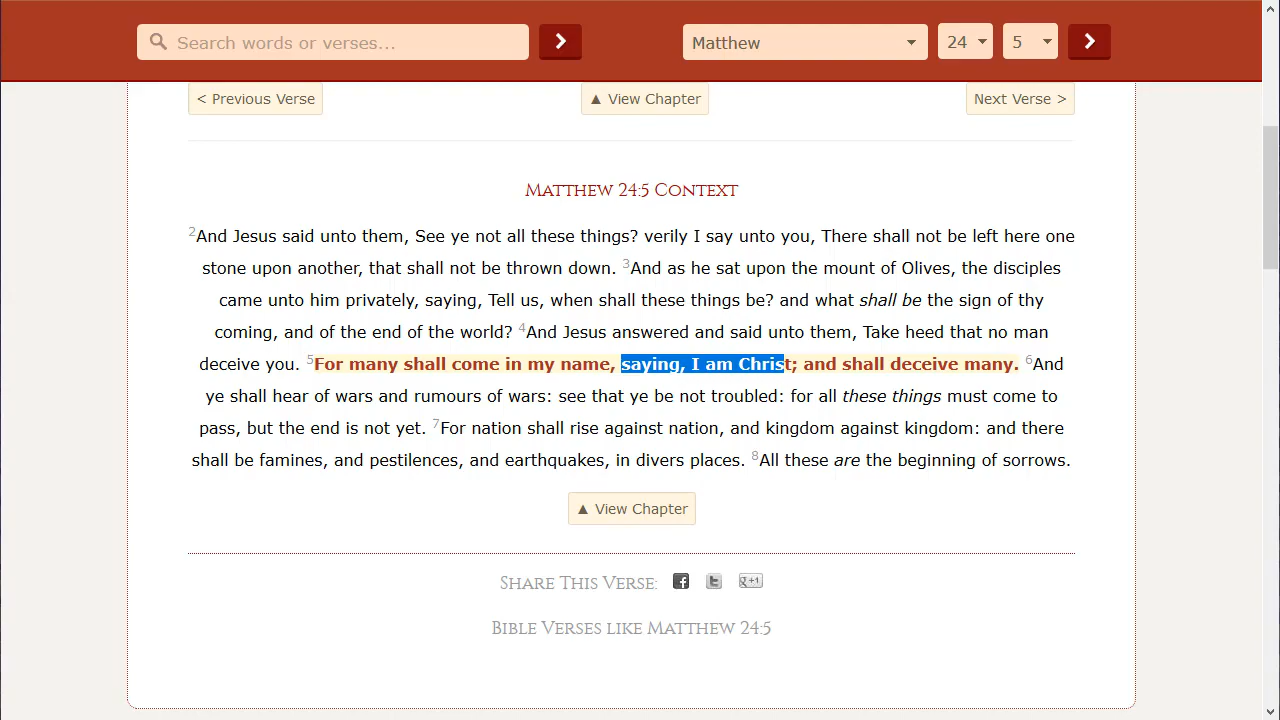 Search words or verses...
Matthew
24
5
< Previous Verse
▲ View Chapter
Next Verse >
Matthew 24:5 Context
2And Jesus said unto them, See ye not all these things? verily I say unto you, There shall not be left here one
stone upon another, that shall not be thrown down. 3And as he sat upon the mount of Olives, the disciples
came unto him privately, saying, Tell us, when shall these things be? and what shall be the sign of thy
coming, and of the end of the world? 4And Jesus answered and said unto them, Take heed that no man
deceive you. 5For many shall come in my name, saying, I am Christ; and shall deceive many. 6And
ye shall hear of wars and rumours of wars: see that ye be not troubled: for all these things must come to
pass, but the end is not yet. 7For nation shall rise against nation, and kingdom against kingdom: and there
shall be famines, and pestilences, and earthquakes, in divers places. 8All these are the beginning of sorrows.
▲ View Chapter
Share This Verse:
f
t
g+1
Bible Verses like Matthew 24:5